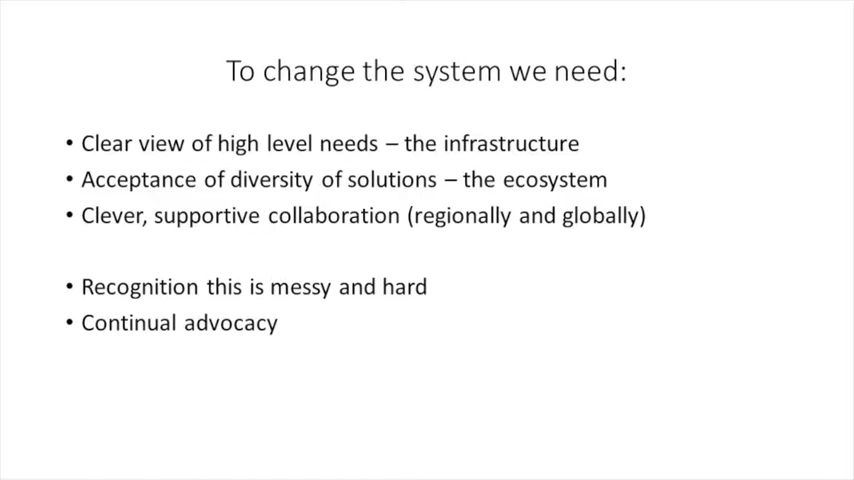 To change the system we need:
• Clear view of high level needs – the infrastructure
• Acceptance of diversity of solutions – the ecosystem
• Clever, supportive collaboration (regionally and globally)
• Recognition this is messy and hard
• Continual advocacy